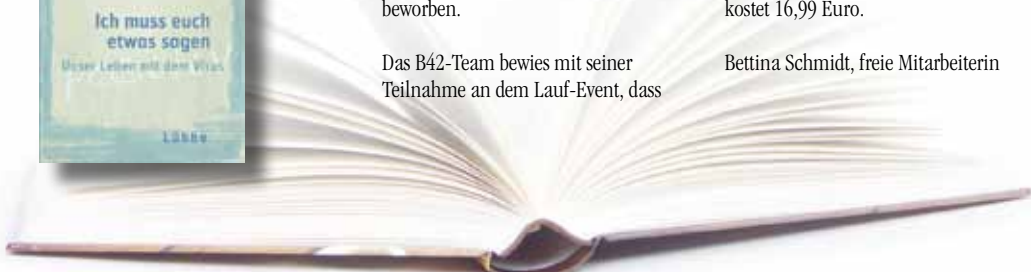 Ich muss euch
etwas sagen
Unser Leben mit dem Virus
LÜBBE
beworben.
Das B42-Team bewies mit seiner
Teilnahme an dem Lauf-Event, dass
kostet 16,99 Euro.
Bettina Schmidt, freie Mitarbeiterin